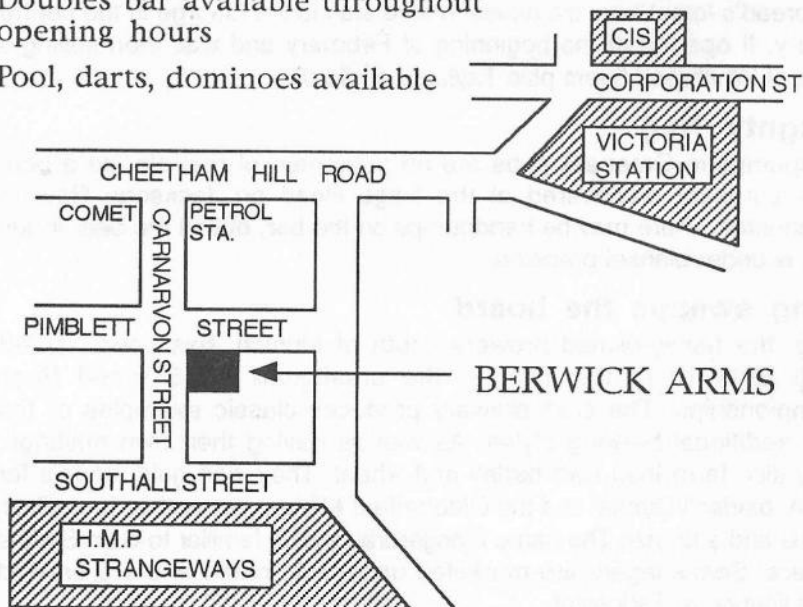 Doubles bar available throughout
opening hours
Pool, darts, dominoes available
CIS
CORPORATION ST
VICTORIA
STATION
CHEETHAM HILL ROAD
COMET
PETROL
STA.
CARNARVON STREET
PIMBLETT STREET
BERWICK ARMS
SOUTHALL STREET
H.M.P
STRANGEWAYS